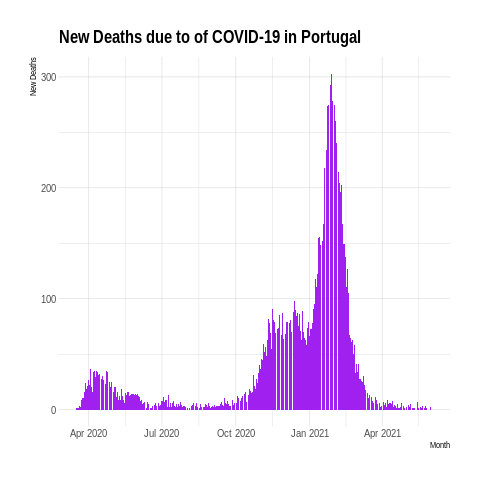 New Deaths due to of COVID-19 in Portugal
New Deaths
300
200
100
0
Apr 2020 Jul 2020 Oct 2020 Jan 2021 Apr 2021
Month